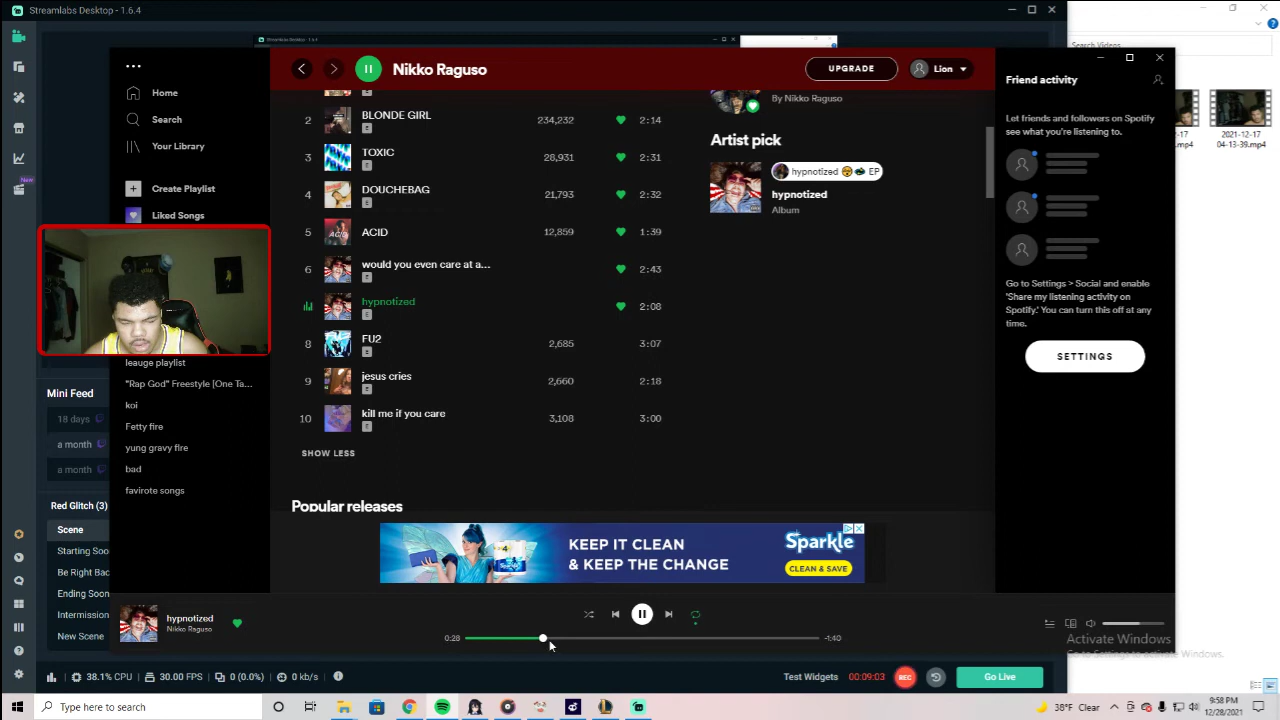 Streamlabs Desktop - 1.6.4
Search Videos
Nikko Raguso
UPGRADE
Lion
Friend activity
Home
Search
Your Library
Create Playlist
Liked Songs
leauge playlist
"Rap God" Freestyle [One Ta...
koi
Fetty fire
yung gravy fire
bad
favirote songs
2 BLONDE GIRL 234,232 2:14
3 TOXIC 8,931 2:31
4 DOUCHEBAG 21,793 2:32
5 ACID 12,859 1:39
6 would you even care at a... 2:43
hypnotized 2:08
8 FU2 2,685 3:07
9 jesus cries 2,660 2:18
10 kill me if you care 3,108 3:00
SHOW LESS
Popular releases
By Nikko Raguso
Artist pick
hypnotized EP
hypnotized
Album
Let friends and followers on Spotify
see what you're listening to.
Go to Settings > Social and enable
'Share my listening activity on
Spotify.' You can turn this off at any
time.
SETTINGS
2021-12-17
04-13-39.mp4
Mini Feed
18 days
a month
a month
New
Red Glitch (3)
Scene
Starting Soo
Be Right Bac
Ending Soon
Intermission
New Scene
KEEP IT CLEAN
& KEEP THE CHANGE
Sparkle
CLEAN & SAVE
hypnotized
Nikko Raguso
0:28
-1:40
Activate Windows
Go to Settings to activate Windows.
CPU
30.00 FPS
0 (0.0%)
0 kb/s
Test Widgets
00:09:03
REC
Go Live
Type here to search
38°F Clear
9:58 PM
12/28/2021